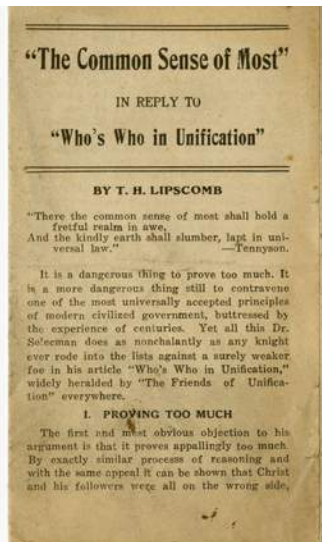 "The Common Sense of Most"
IN REPLY TO
"Who's Who in Unification"
BY T. H. LIPSCOMB
"There the common sense of most shall hold a
fretful realm in awe,
And the kindly earth shall slumber, lapt in uni-
versal law." —Tennyson.
It is a dangerous thing to prove too much. It
is a more dangerous thing still to contravene
one of the most universally accepted principles
of modern civilized government, buttressed by
the experience of centuries. Yet all this Dr.
Selecman does as nonchalantly as any knight
ever rode into the lists against a surely weaker
foe in his article "Who's Who in Unification,"
widely heralded by "The Friends of Unifica-
tion" everywhere.
I. PROVING TOO MUCH
The first and most obvious objection to his
argument is that it proves appallingly too much.
By exactly similar processes of reasoning and
with the same appeal it can be shown that Christ
and his followers were all on the wrong side,